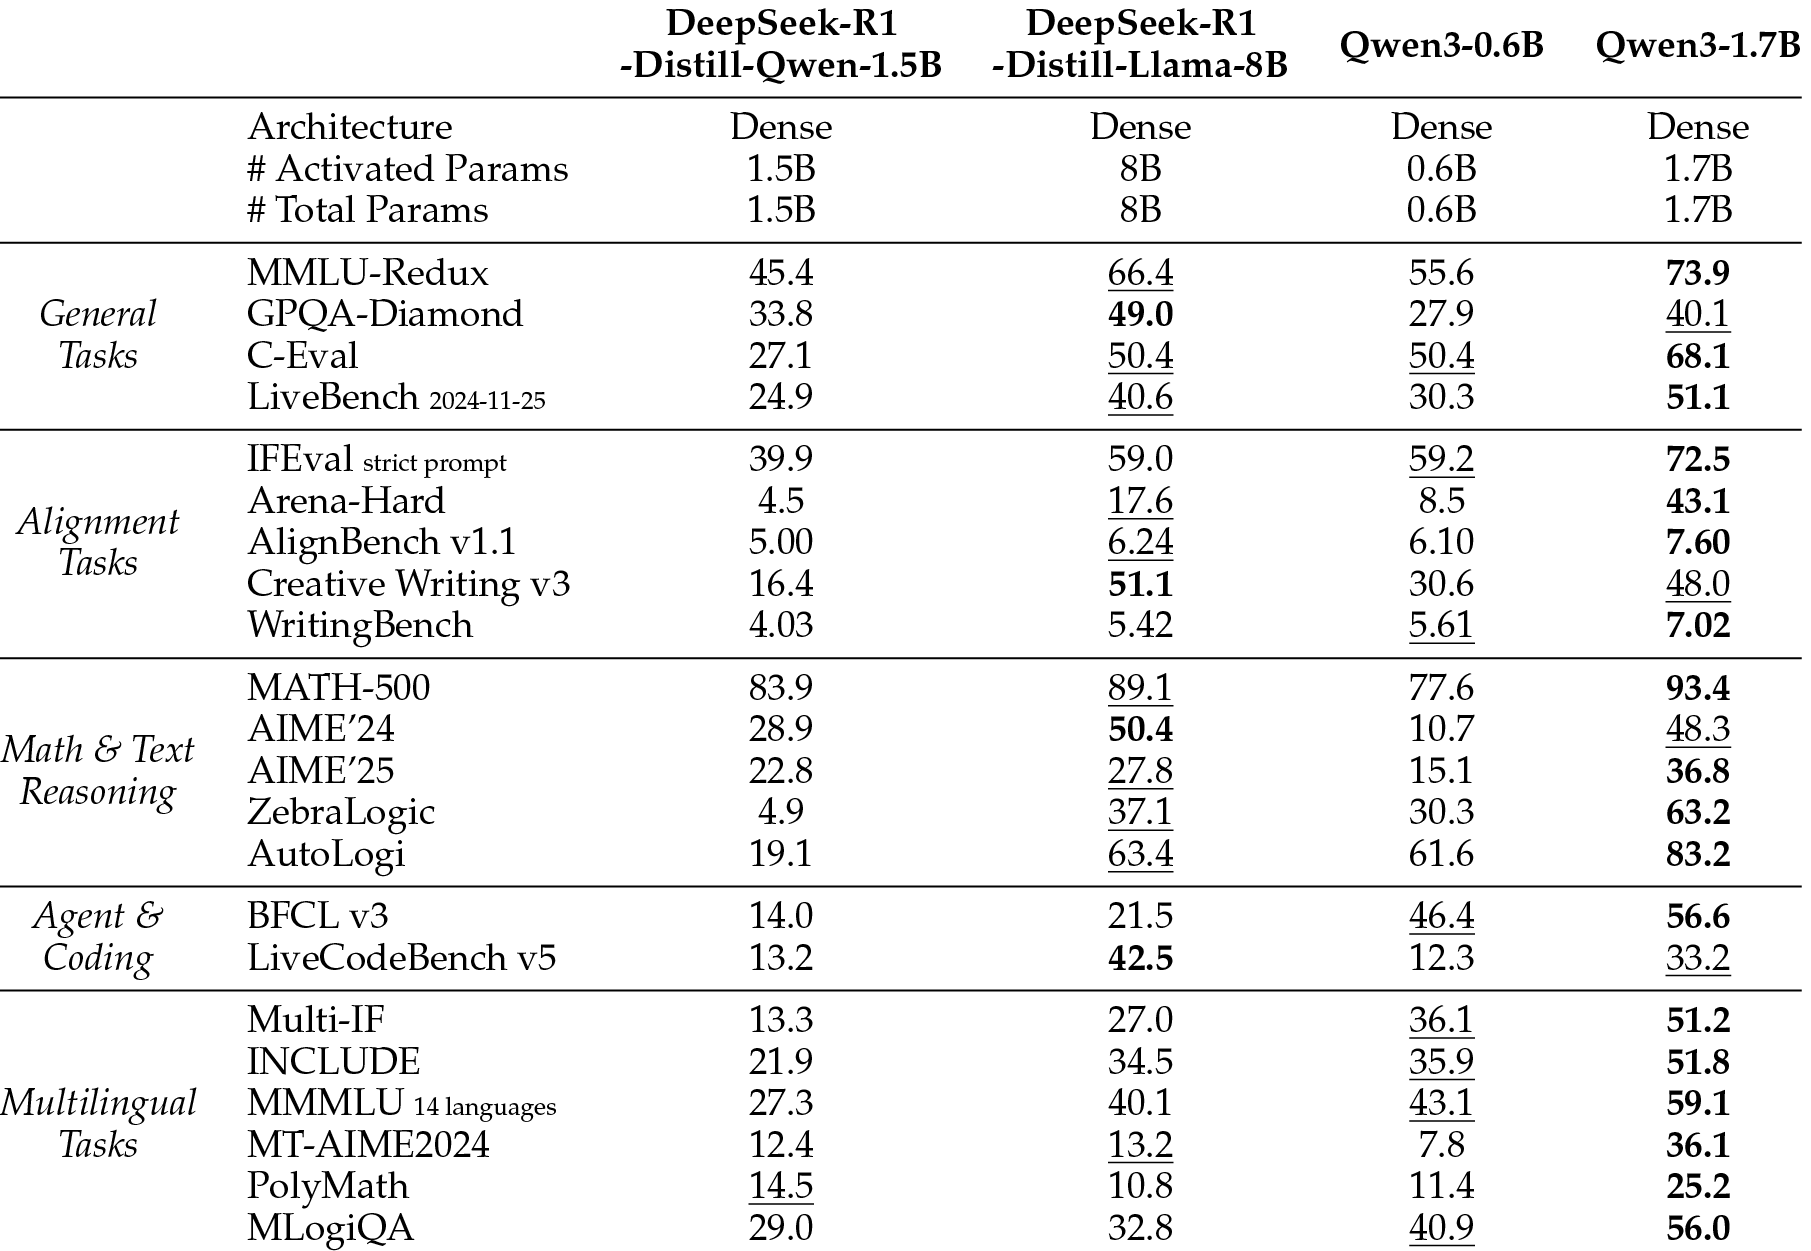 DeepSeek-R1 -Distill-Qwen-1.5B DeepSeek-R1 -Distill-Llama-8B Qwen3-0.6B Qwen3-1.7B
Architecture Dense Dense Dense Dense
# Activated Params 1.5B 8B 0.6B 1.7B
# Total Params 1.5B 8B 0.6B 1.7B
General Tasks
MMLU-Redux 45.4 66.4 55.6 73.9
GPQA-Diamond 33.8 49.0 27.9 40.1
C-Eval 27.1 50.4 50.4 68.1
LiveBench 2024-11-25 24.9 40.6 30.3 51.1
Alignment Tasks
IFEval strict prompt 39.9 59.0 59.2 72.5
Arena-Hard 4.5 17.6 8.5 43.1
AlignBench v1.1 5.00 6.24 6.10 7.60
Creative Writing v3 16.4 51.1 30.6 48.0
WritingBench 4.03 5.42 5.61 7.02
Math & Text Reasoning
MATH-500 83.9 89.1 77.6 93.4
AIME’24 28.9 50.4 10.7 48.3
AIME’25 22.8 27.8 15.1 36.8
ZebraLogic 4.9 37.1 30.3 63.2
AutoLogi 19.1 63.4 61.6 83.2
Agent & Coding
BFCL v3 14.0 21.5 46.4 56.6
LiveCodeBench v5 13.2 42.5 12.3 33.2
Multilingual Tasks
Multi-IF 13.3 27.0 36.1 51.2
INCLUDE 21.9 34.5 35.9 51.8
MMMLU 14 languages 27.3 40.1 43.1 59.1
MT-AIME2024 12.4 13.2 7.8 36.1
PolyMath 14.5 10.8 11.4 25.2
MLogiQA 29.0 32.8 40.9 56.0